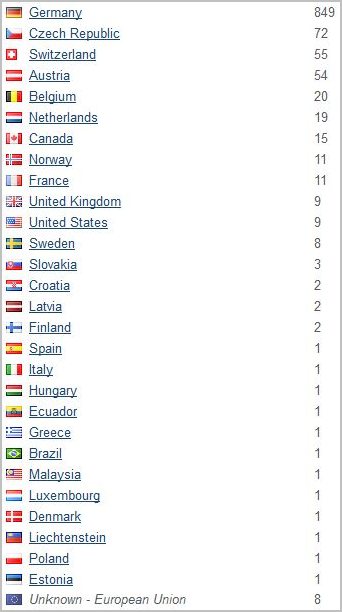 Germany 849
Czech Republic 72
Switzerland 55
Austria 54
Belgium 20
Netherlands 19
Canada 15
Norway 11
France 11
United Kingdom 9
United States 9
Sweden 8
Slovakia 3
Croatia 2
Latvia 2
Finland 2
Spain 1
Italy 1
Hungary 1
Ecuador 1
Greece 1
Brazil 1
Malaysia 1
Luxembourg 1
Denmark 1
Liechtenstein 1
Poland 1
Estonia 1
Unknown - European Union 8